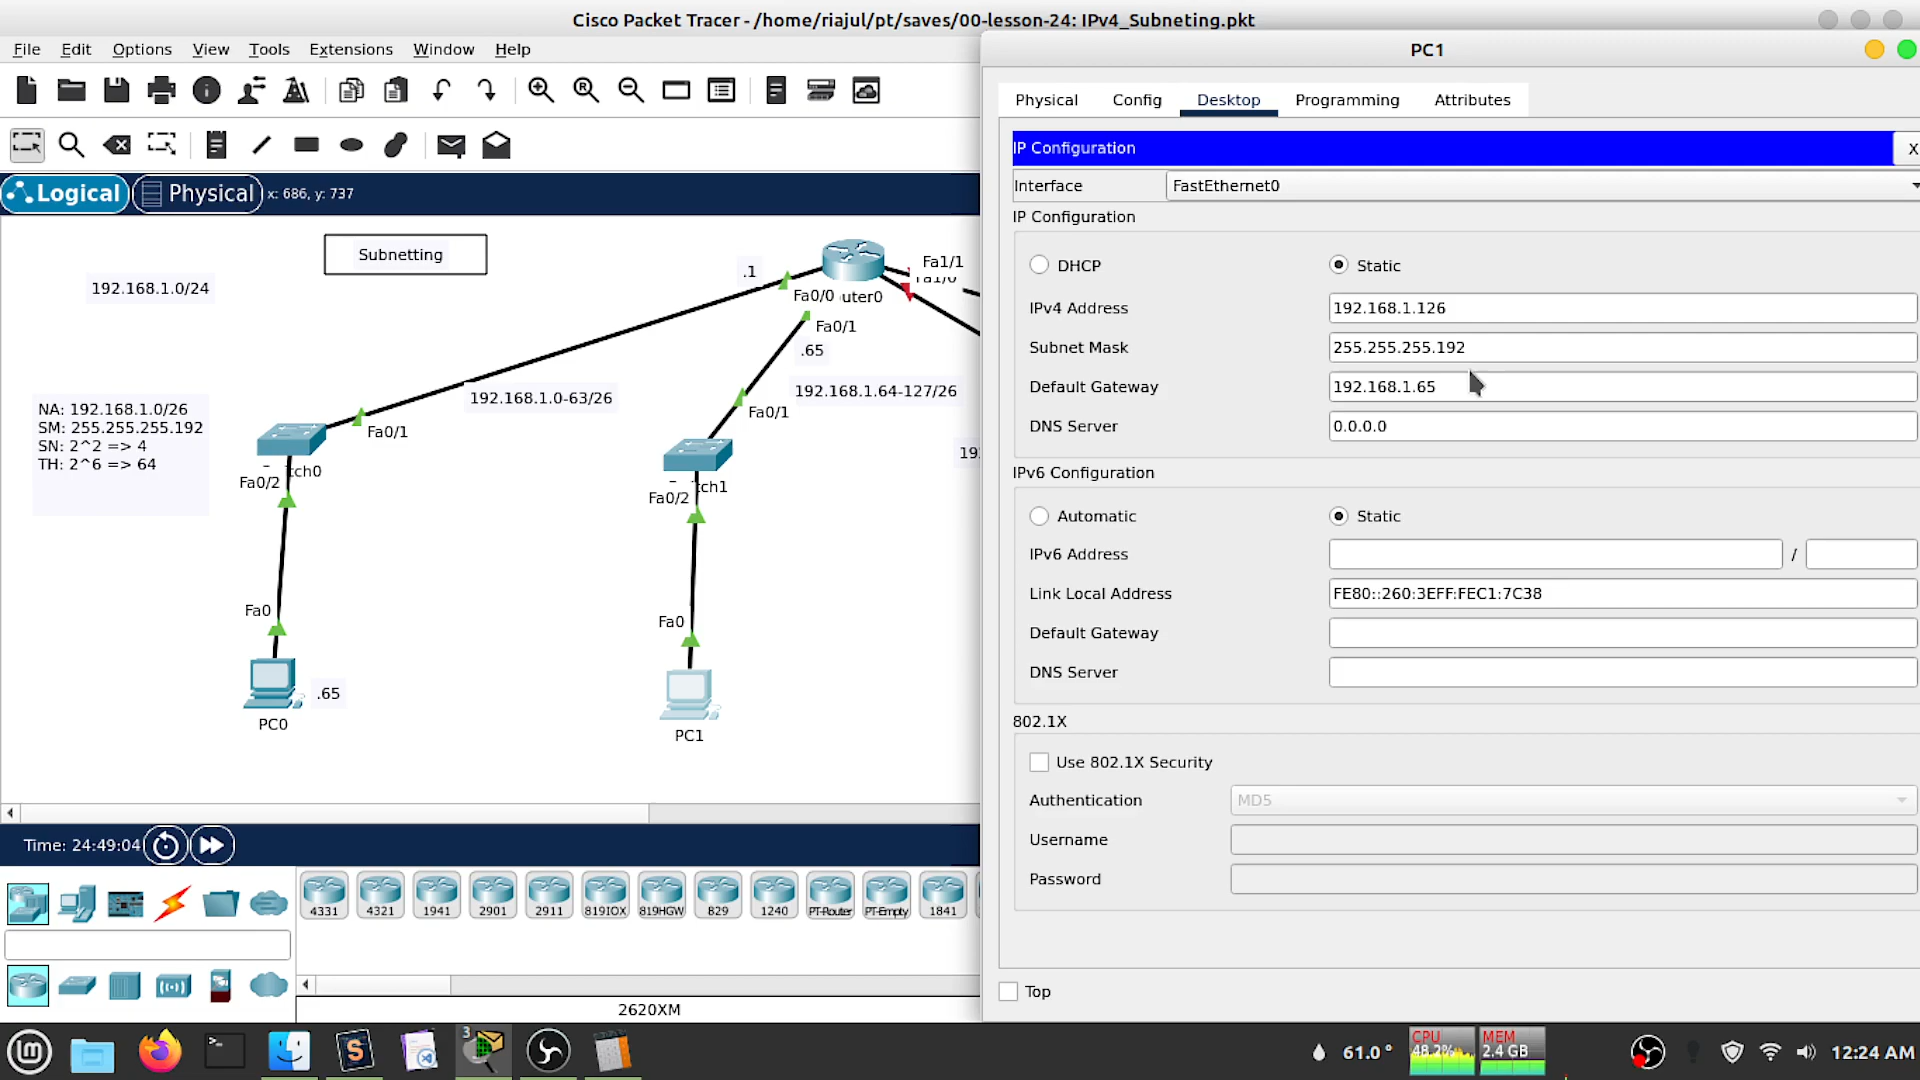 Cisco Packet Tracer - /home/riajul/pt/saves/00-lesson-24: IPv4_Subneting.pkt
File Edit Options View Tools Extensions Window Help
Logical Physical x: 686, y: 737
Subnetting
192.168.1.0/24
.1
Fa1/1
Fa1/0
Fa0/0 uter0
Fa0/1
.65
192.168.1.64-127/26
192.168.1.0-63/26
Fa0/1
Fa0/1
NA: 192.168.1.0/26
SM: 255.255.255.192
SN: 2^2 => 4
TH: 2^6 => 64
19
tch0
Fa0/2
tch1
Fa0/2
Fa0
Fa0
.65
PC0
PC1
Time: 24:49:04
4331 4321 1941 2901 2911 819IOX 819HGW 829 1240 PT-Router PT-Empty 1841
2620XM
PC1
Physical Config Desktop Programming Attributes
IP Configuration X
Interface FastEthernet0
IP Configuration
DHCP Static
IPv4 Address 192.168.1.126
Subnet Mask 255.255.255.192
Default Gateway 192.168.1.65
DNS Server 0.0.0.0
IPv6 Configuration
Automatic Static
IPv6 Address /
Link Local Address FE80::260:3EFF:FEC1:7C38
Default Gateway
DNS Server
802.1X
Use 802.1X Security
Authentication MD5
Username
Password
Top
3
CPU 48.2%
MEM 2.4 GB
61.0 °
12:24 AM